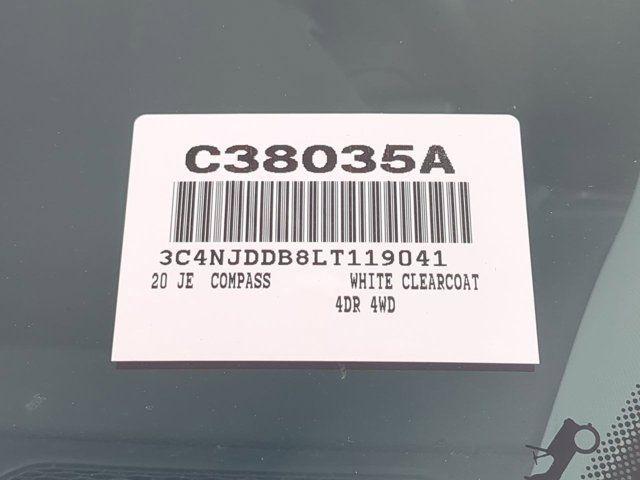 C38035A
3C4NJDDB8LT119041
20 JE COMPASS WHITE CLEARCOAT
4DR 4WD